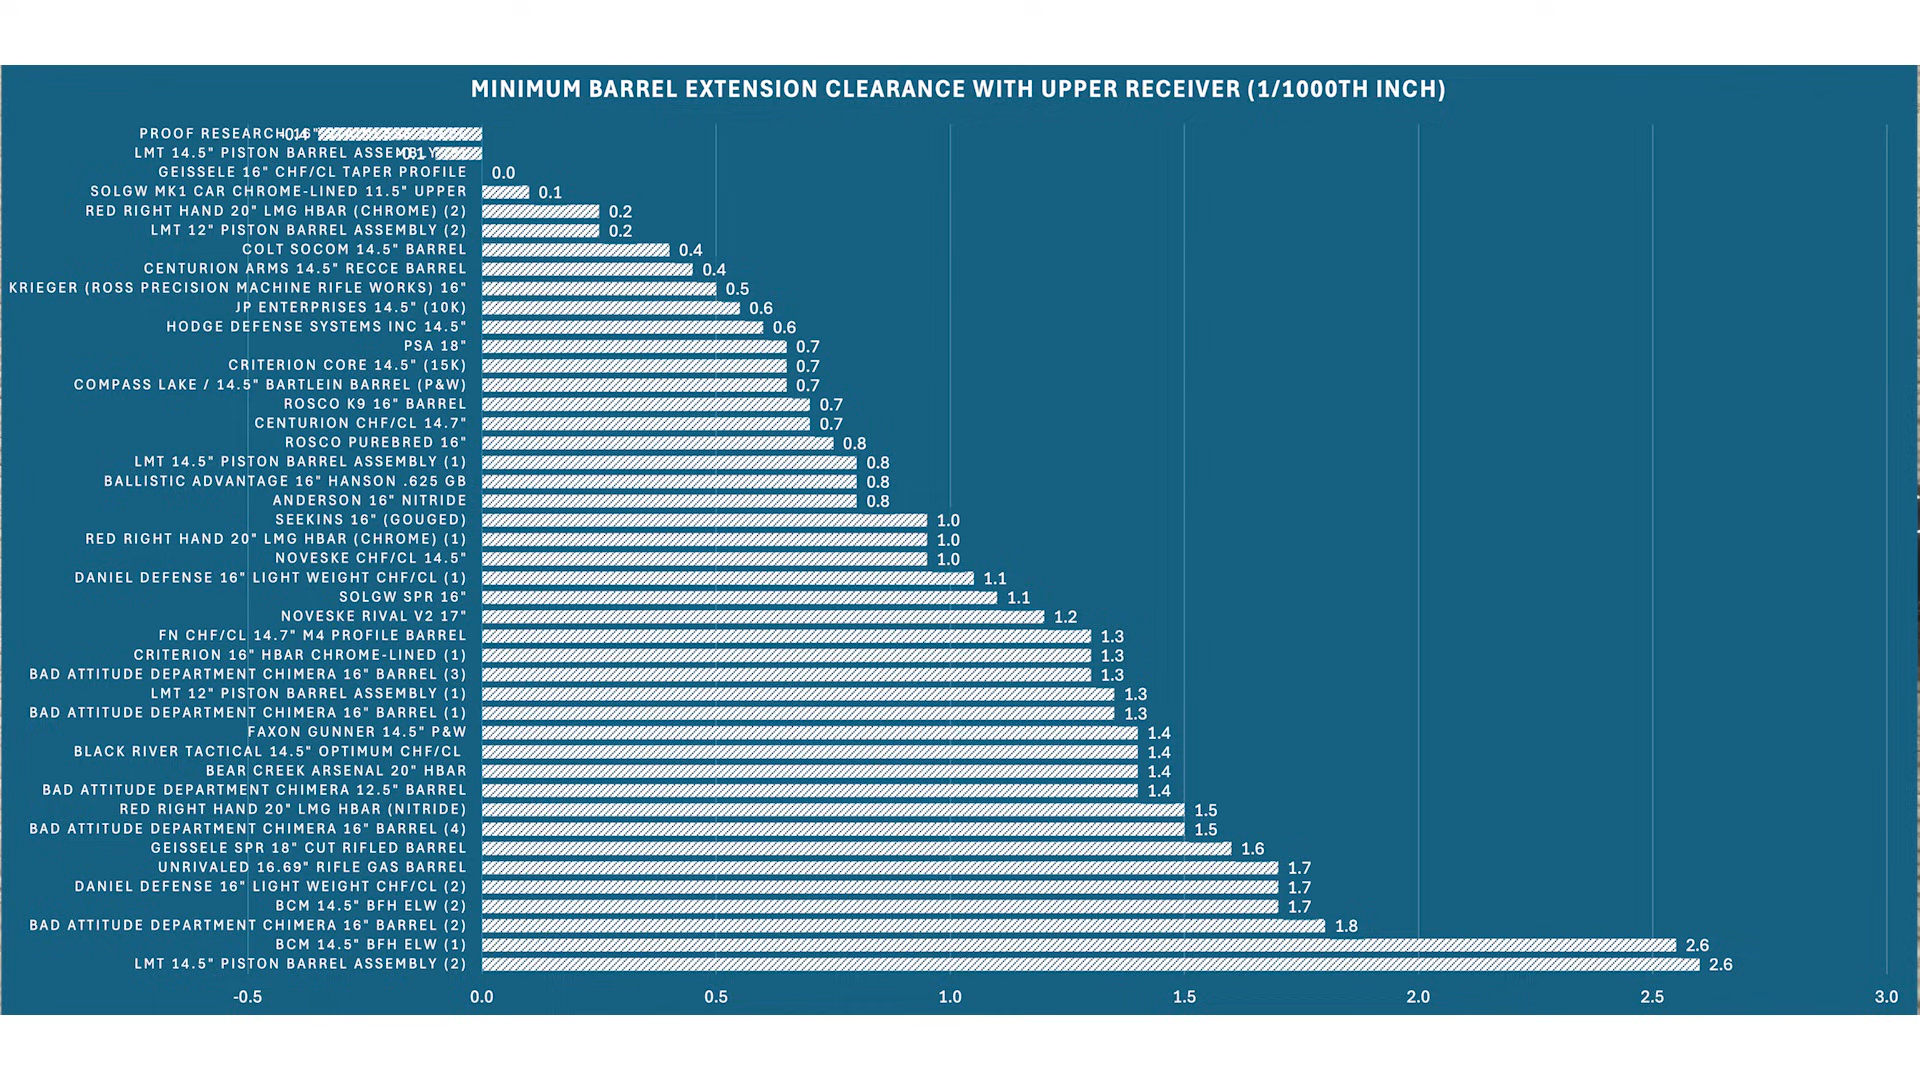 MINIMUM BARREL EXTENSION CLEARANCE WITH UPPER RECEIVER (1/1000TH INCH)
PROOF RESEARCH 16" -0.4
LMT 14.5" PISTON BARREL ASSEMBLY -0.1
GEISSELE 16" CHF/CL TAPER PROFILE 0.0
SOLGW MK1 CAR CHROME-LINED 11.5" UPPER 0.1
RED RIGHT HAND 20" LMG HBAR (CHROME) (2) 0.2
LMT 12" PISTON BARREL ASSEMBLY (2) 0.2
COLT SOCOM 14.5" BARREL 0.4
CENTURION ARMS 14.5" RECCE BARREL 0.4
KRIEGER (ROSS PRECISION MACHINE RIFLE WORKS) 16" 0.5
JP ENTERPRISES 14.5" (10K) 0.6
HODGE DEFENSE SYSTEMS INC 14.5" 0.6
PSA 18" 0.7
CRITERION CORE 14.5" (15K) 0.7
COMPASS LAKE / 14.5" BARTLEIN BARREL (P&W) 0.7
ROSCO K9 16" BARREL 0.7
CENTURION CHF/CL 14.7" 0.7
ROSCO PUREBRED 16" 0.8
LMT 14.5" PISTON BARREL ASSEMBLY (1) 0.8
BALLISTIC ADVANTAGE 16" HANSON .625 GB 0.8
ANDERSON 16" NITRIDE 0.8
SEEKINS 16" (GOUGED) 1.0
RED RIGHT HAND 20" LMG HBAR (CHROME) (1) 1.0
NOVESKE CHF/CL 14.5" 1.0
DANIEL DEFENSE 16" LIGHT WEIGHT CHF/CL (1) 1.1
SOLGW SPR 16" 1.1
NOVESKE RIVAL V2 17" 1.2
FN CHF/CL 14.7" M4 PROFILE BARREL 1.3
CRITERION 16" HBAR CHROME-LINED (1) 1.3
BAD ATTITUDE DEPARTMENT CHIMERA 16" BARREL (3) 1.3
LMT 12" PISTON BARREL ASSEMBLY (1) 1.3
BAD ATTITUDE DEPARTMENT CHIMERA 16" BARREL (1) 1.3
FAXON GUNNER 14.5" P&W 1.4
BLACK RIVER TACTICAL 14.5" OPTIMUM CHF/CL 1.4
BEAR CREEK ARSENAL 20" HBAR 1.4
BAD ATTITUDE DEPARTMENT CHIMERA 12.5" BARREL 1.4
RED RIGHT HAND 20" LMG HBAR (NITRIDE) 1.5
BAD ATTITUDE DEPARTMENT CHIMERA 16" BARREL (4) 1.5
GEISSELE SPR 18" CUT RIFLED BARREL 1.6
UNRIVALED 16.69" RIFLE GAS BARREL 1.7
DANIEL DEFENSE 16" LIGHT WEIGHT CHF/CL (2) 1.7
BCM 14.5" BFH ELW (2) 1.7
BAD ATTITUDE DEPARTMENT CHIMERA 16" BARREL (2) 1.8
BCM 14.5" BFH ELW (1) 2.6
LMT 14.5" PISTON BARREL ASSEMBLY (2) 2.6
-0.5 0.0 0.5 1.0 1.5 2.0 2.5 3.0